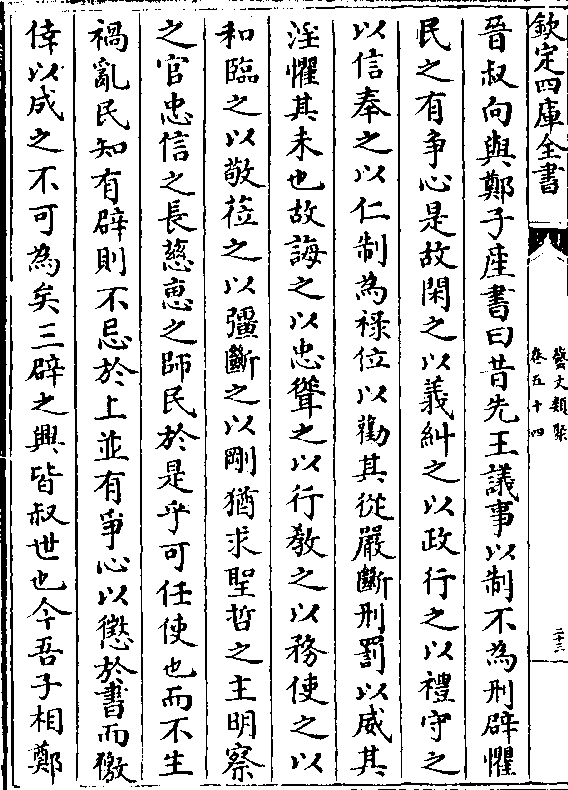 欽定四庫全書
藝文類聚
卷五十四
二十三
晉叔向與鄭子產書曰昔先王議事以制不為刑辟懼
民之有爭心是故閑之以義糾之以政行之以禮守之
以信奉之以仁制為祿位以勸其從嚴斷刑罰以威其
淫懼其未也故誨之以忠聳之以行教之以務使之以
和臨之以敬蒞之以彊斷之以剛猶求聖哲之主明察
之官忠信之長慈惠之師民於是乎可任使也而不生
禍亂民知有辟則不忌於上並有爭心以懲於書而徼
倖以成之不可為矣三辟之興皆叔世也今吾子相鄭